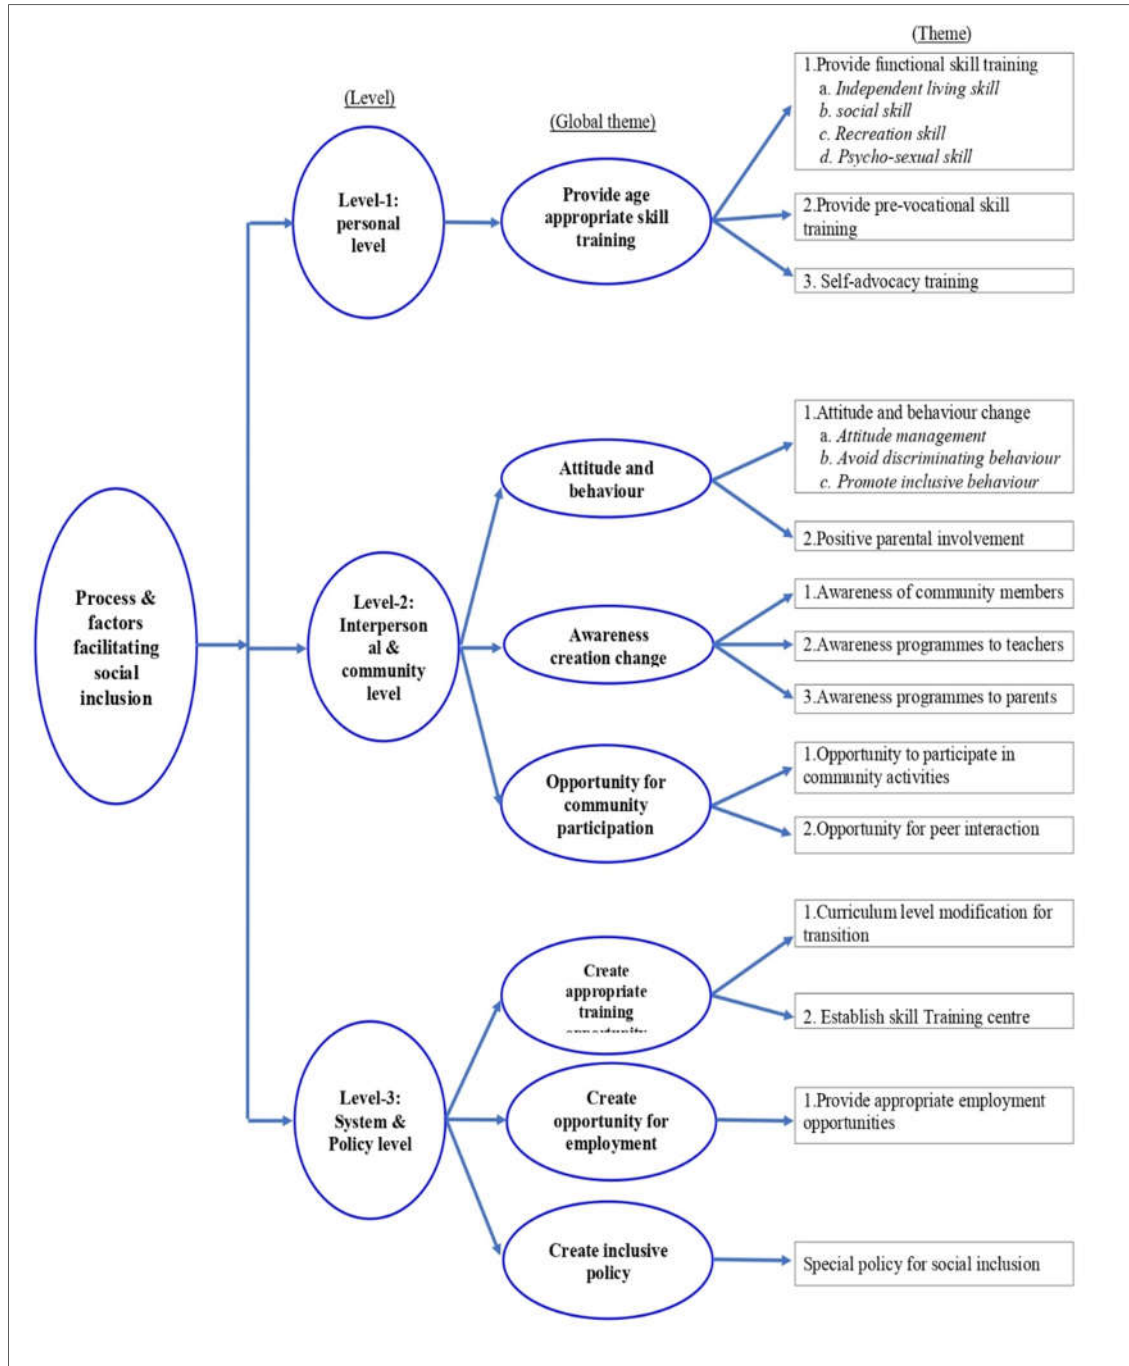 (Level)
(Global theme)
(Theme)
Process &
factors
facilitating
social
inclusion
Level-1:
personal
level
Provide age
appropriate skill
training
1.Provide functional skill training
a. Independent living skill
b. social skill
c. Recreation skill
d. Psycho-sexual skill
2.Provide pre-vocational skill
training
3. Self-advocacy training
Level-2:
Interperson
al &
community
level
Attitude and
behaviour
1.Attitude and behaviour change
a. Attitude management
b. Avoid discriminating behaviour
c. Promote inclusive behaviour
2.Positive parental involvement
Awareness
creation change
1.Awareness of community members
2.Awareness programmes to teachers
3.Awareness programmes to parents
Opportunity for
community
participation
1.Opportunity to participate in
community activities
2.Opportunity for peer interaction
Level-3:
System &
Policy level
Create
appropriate
training
opportunity
1.Curriculum level modification for
transition
2. Establish skill Training centre
Create
opportunity for
employment
1.Provide appropriate employment
opportunities
Create inclusive
policy
Special policy for social inclusion